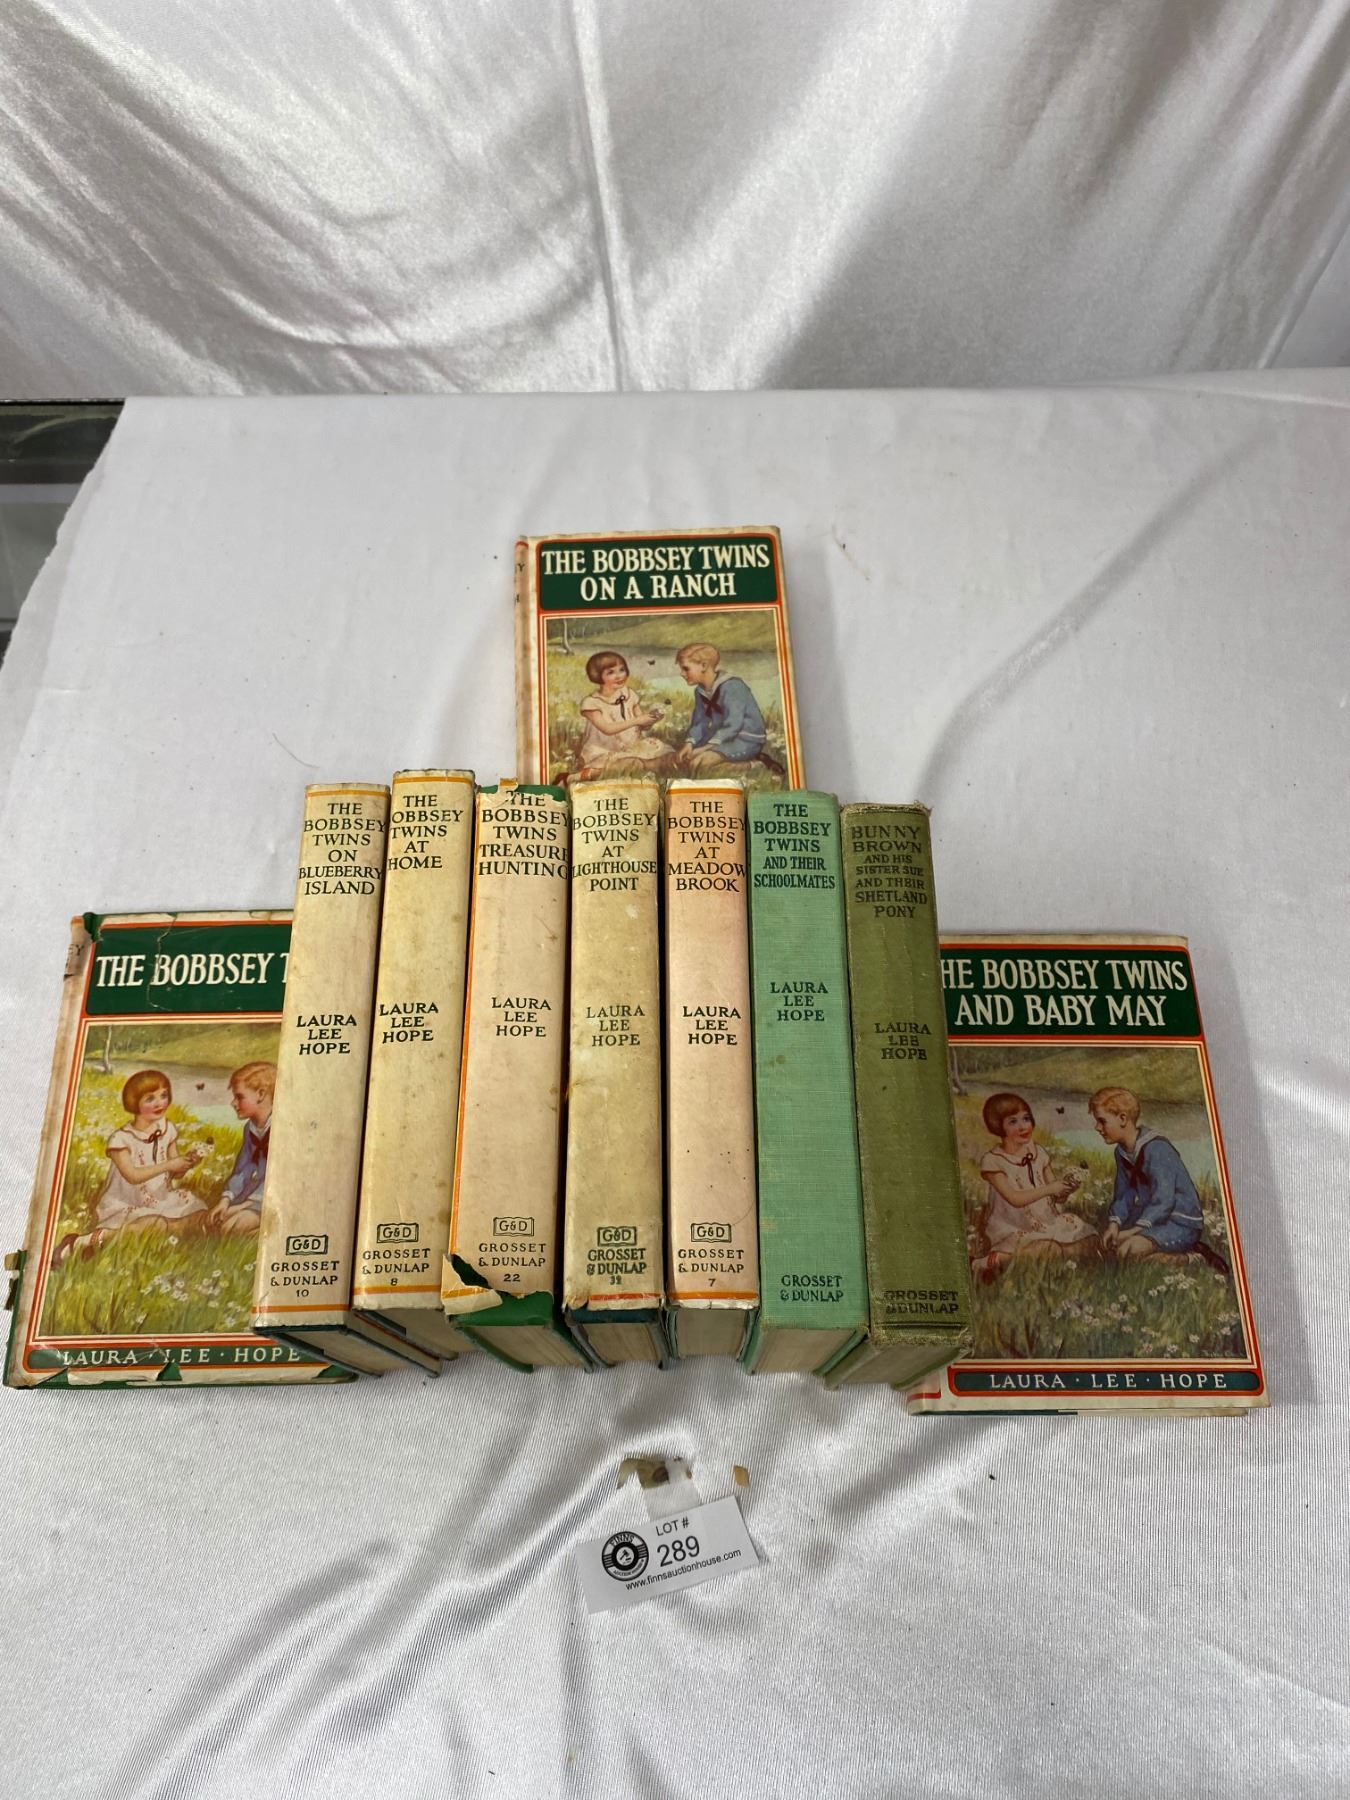 THE BOBBSEY TWINS
ON A RANCH
THE
BOBBSEY
TWINS
ON
BLUEBERRY
ISLAND
LAURA
LEE
HOPE
G&D
GROSSET
& DUNLAP
10
THE
OBBSEY
TWINS
AT
HOME
LAURA
LEE
HOPE
G&D
GROSSET
& DUNLAP
8
THE
BOBBSEY
TWINS
TREASURE
HUNTING
LAURA
LEE
HOPE
G&D
GROSSET
& DUNLAP
22
THE
BOBBSEY
TWINS
AT
LIGHTHOUSE
POINT
LAURA
LEE
HOPE
G&D
GROSSET
& DUNLAP
32
THE
BOBBSEY
TWINS
AT
MEADOW
BROOK
LAURA
LEE
HOPE
G&D
GROSSET
& DUNLAP
7
THE
BOBBSEY
TWINS
AND THEIR
SCHOOLMATES
LAURA
LEE
HOPE
GROSSET
& DUNLAP
BUNNY
BROWN
AND HIS
SISTER SUE
AND THEIR
SHETLAND
PONY
LAURA
LEE
HOPE
GROSSET
& DUNLAP
THE BOBBSEY T
LAURA · LEE · HOPE
HE BOBBSEY TWINS
AND BABY MAY
LAURA · LEE · HOPE
FINNS
LOT #
289
www.finnsauctionhouse.com